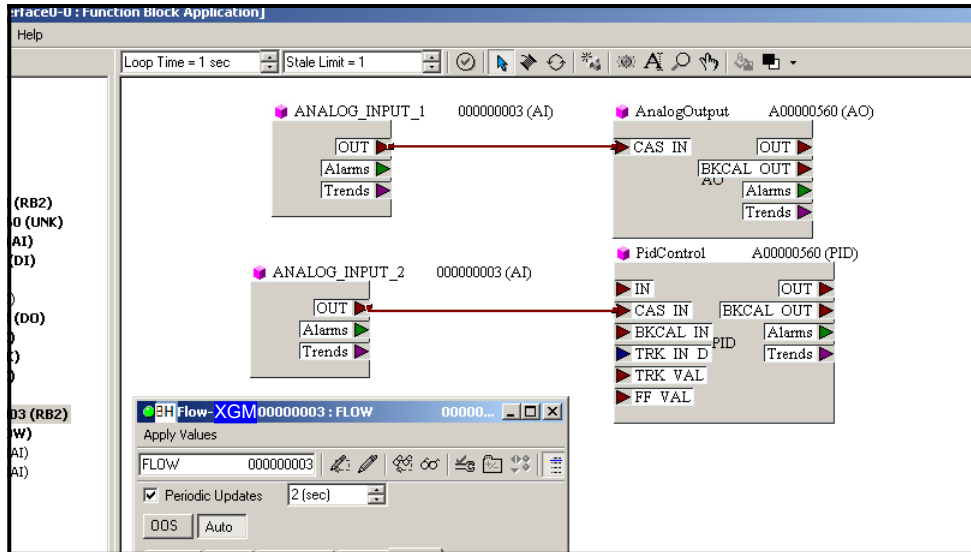 erface0-0 : Function Block Application]
Help
Loop Time = 1 sec
Stale Limit = 1
ANALOG_INPUT_1 000000003 (AI)
OUT
Alarms
Trends
AnalogOutput A00000560 (AO)
CAS IN
OUT
BKCAL OUT
AO
Alarms
Trends
ANALOG_INPUT_2 000000003 (AI)
OUT
Alarms
Trends
PidControl A00000560 (PID)
IN
OUT
CAS IN
BKCAL OUT
BKCAL IN
Alarms
PID
TRK IN D
Trends
TRK VAL
FF VAL
(RB2)
0 (UNK)
AI)
(DI)
)
(DO)
)
)
)
03 (RB2)
W)
AI)
AI)
BH Flow-XGM00000003 : FLOW 00000...
Apply Values
FLOW 000000003
Periodic Updates 2 (sec)
OOS Auto